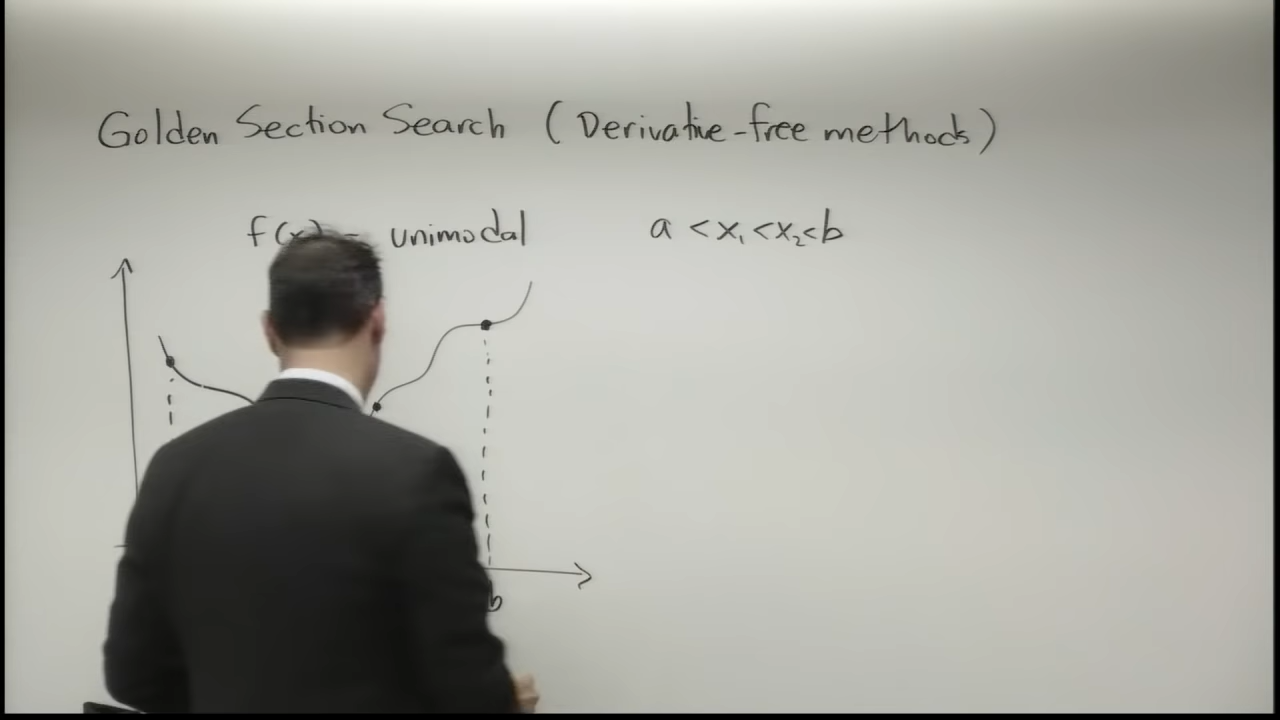 Golden Section Search (Derivative-free methods)
f(x) - unimodal a < x₁ < x₂ < b
b